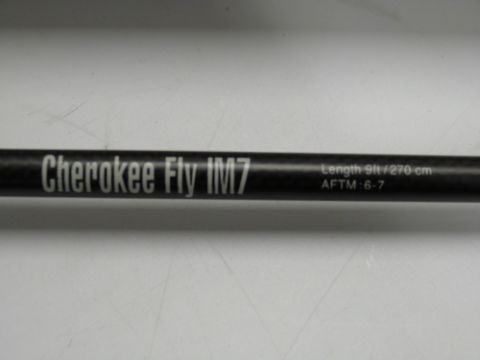 Cherokee Fly IM7
Length 9ft/270 cm
AFTM:6-7